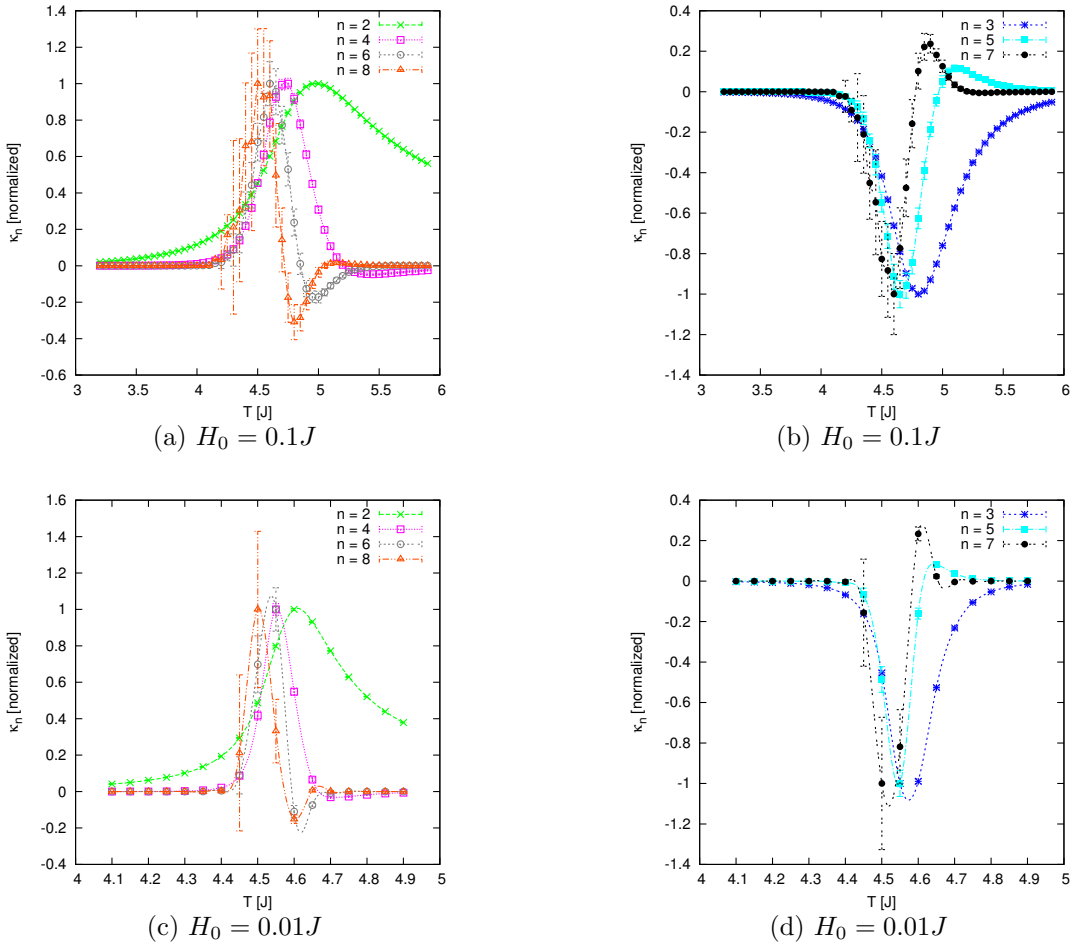 1.4
1.2
1
0.8
0.6
0.4
0.2
0
-0.2
-0.4
-0.6
3 3.5 4 4.5 5 5.5 6
κn [normalized]
T [J]
n = 2
n = 4
n = 6
n = 8
(a) H0 = 0.1J
0.4
0.2
0
-0.2
-0.4
-0.6
-0.8
-1
-1.2
-1.4
3 3.5 4 4.5 5 5.5 6
κn [normalized]
T [J]
n = 3
n = 5
n = 7
(b) H0 = 0.1J
1.6
1.4
1.2
1
0.8
0.6
0.4
0.2
0
-0.2
-0.4
4 4.1 4.2 4.3 4.4 4.5 4.6 4.7 4.8 4.9 5
κn [normalized]
T [J]
n = 2
n = 4
n = 6
n = 8
(c) H0 = 0.01J
0.4
0.2
0
-0.2
-0.4
-0.6
-0.8
-1
-1.2
-1.4
4 4.1 4.2 4.3 4.4 4.5 4.6 4.7 4.8 4.9 5
κn [normalized]
T [J]
n = 3
n = 5
n = 7
(d) H0 = 0.01J